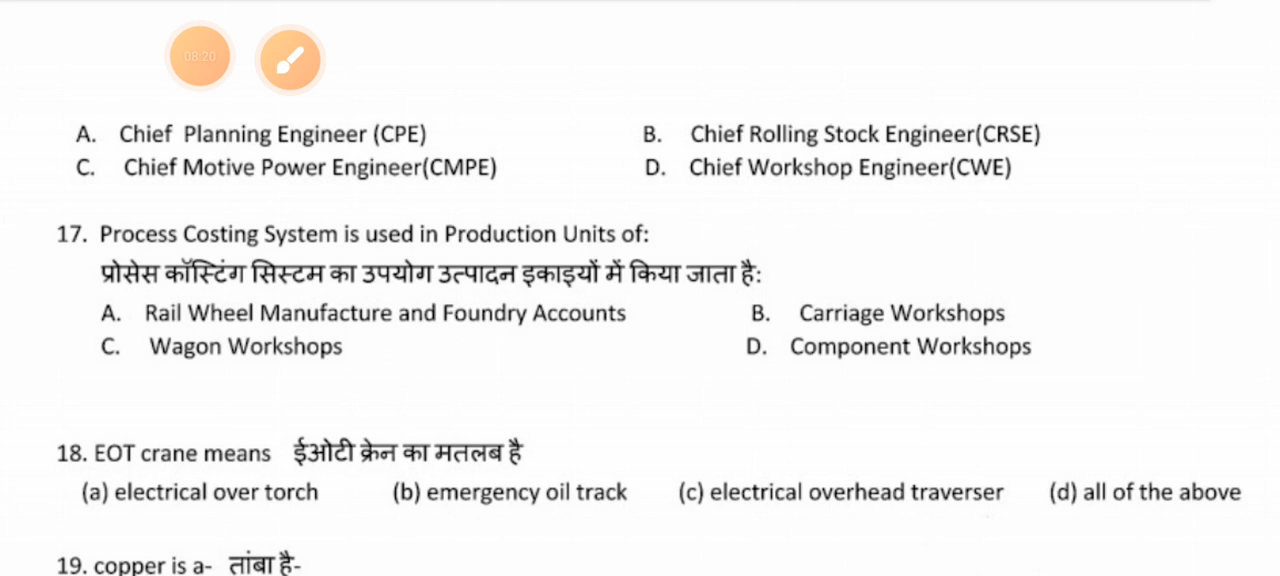 08:20
A. Chief Planning Engineer (CPE) B. Chief Rolling Stock Engineer(CRSE)
C. Chief Motive Power Engineer(CMPE) D. Chief Workshop Engineer(CWE)
17. Process Costing System is used in Production Units of:
प्रोसेस कॉस्टिंग सिस्टम का उपयोग उत्पादन इकाइयों में किया जाता है:
A. Rail Wheel Manufacture and Foundry Accounts B. Carriage Workshops
C. Wagon Workshops D. Component Workshops
18. EOT crane means ईओटी क्रेन का मतलब है
(a) electrical over torch (b) emergency oil track (c) electrical overhead traverser (d) all of the above
19. copper is a- तांबा है-